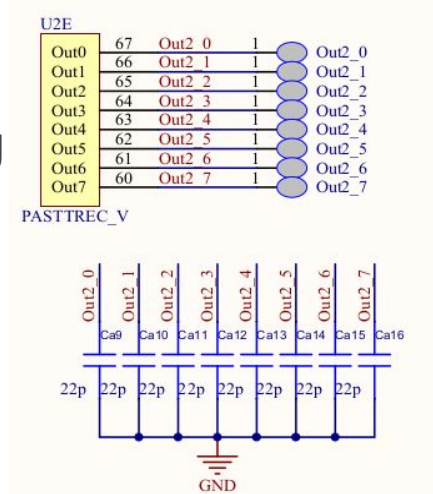 U2E
Out0 67 Out2_0 1 Out2_0
Out1 66 Out2_1 1 Out2_1
Out2 65 Out2_2 1 Out2_2
Out3 64 Out2_3 1 Out2_3
Out4 63 Out2_4 1 Out2_4
Out5 62 Out2_5 1 Out2_5
Out6 61 Out2_6 1 Out2_6
Out7 60 Out2_7 1 Out2_7
PASTTREC_V
Out2_0 Out2_1 Out2_2 Out2_3 Out2_4 Out2_5 Out2_6 Out2_7
Ca9 Ca10 Ca11 Ca12 Ca13 Ca14 Ca15 Ca16
22p 22p 22p 22p 22p 22p 22p 22p
GND